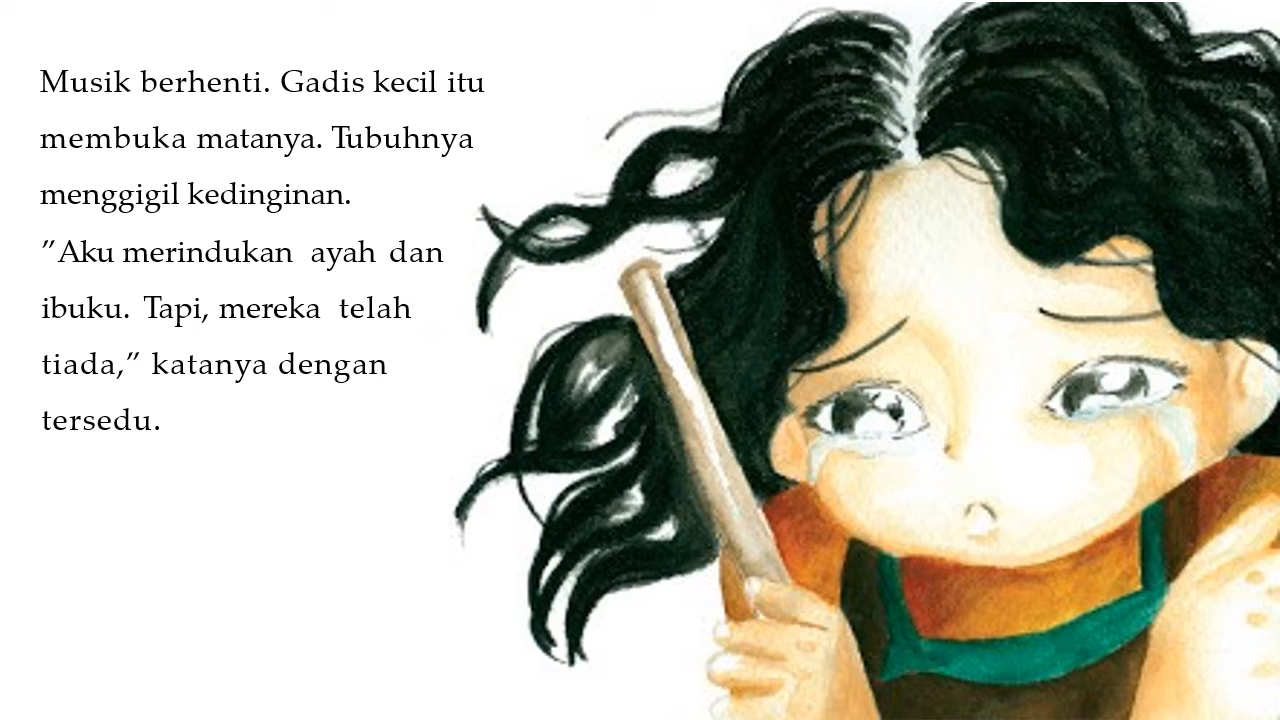 Musik berhenti. Gadis kecil itu
membuka matanya. Tubuhnya
menggigil kedinginan.
”Aku merindukan ayah dan
ibuku. Tapi, mereka telah
tiada,” katanya dengan
tersedu.